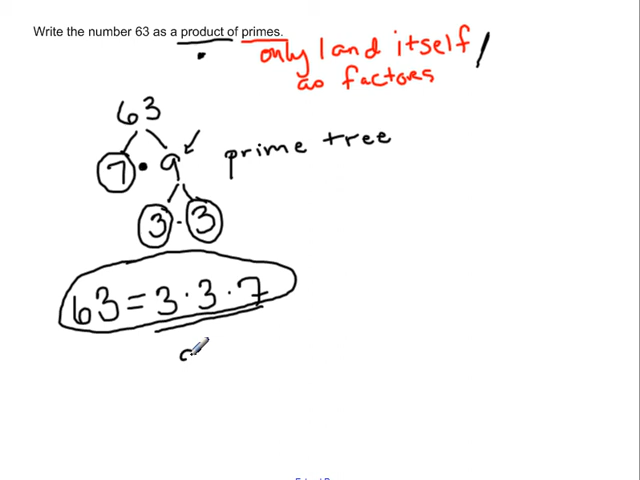 Write the number 63 as a product of primes.
only 1 and itself
as factors
63
7 · 9
prime tree
3 · 3
63 = 3 · 3 · 7